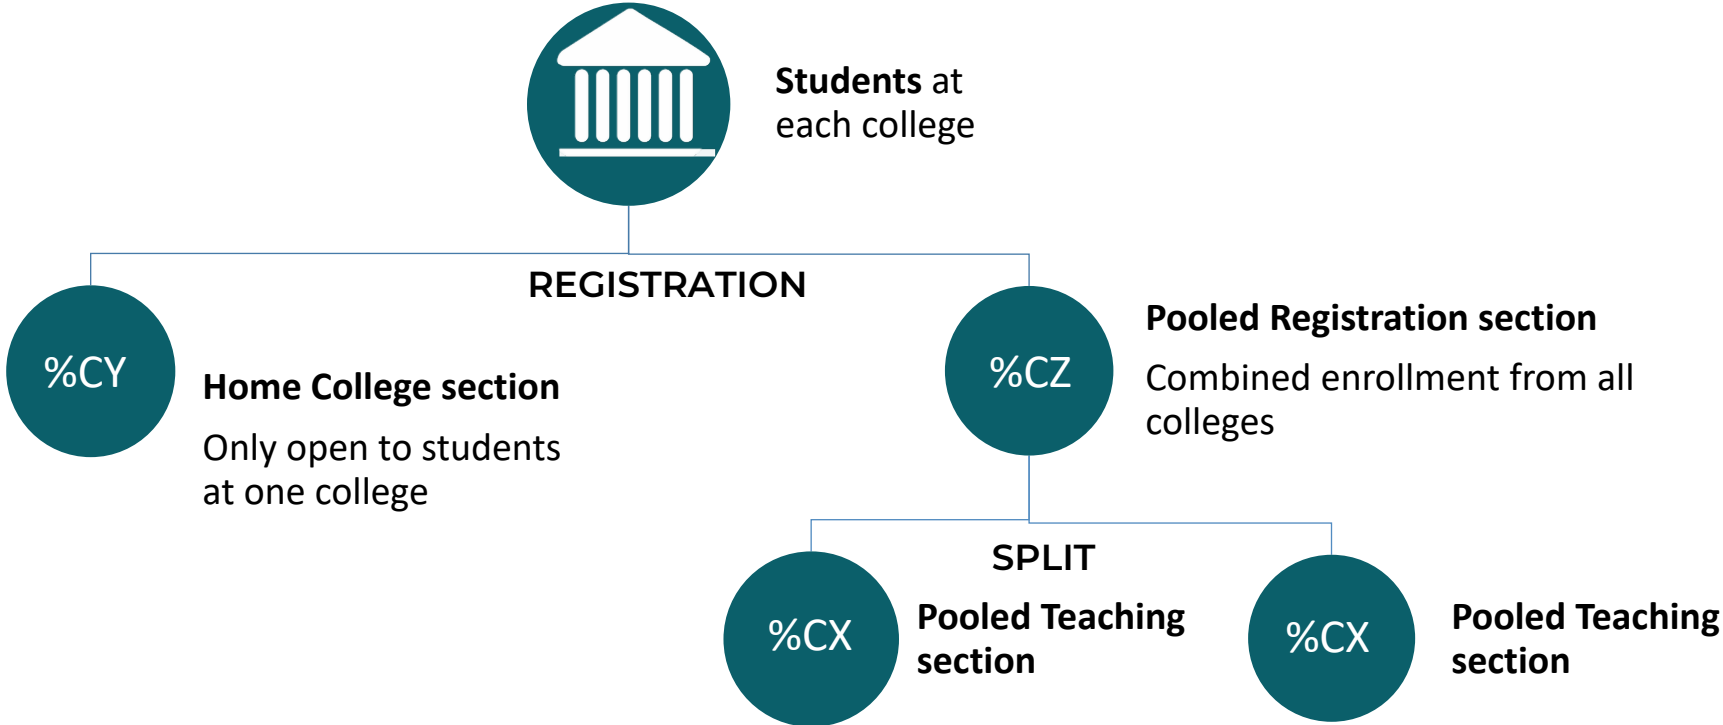 Students at
each college
REGISTRATION
%CY
Home College section
Only open to students
at one college
%CZ
Pooled Registration section
Combined enrollment from all
colleges
SPLIT
%CX
Pooled Teaching
section
%CX
Pooled Teaching
section